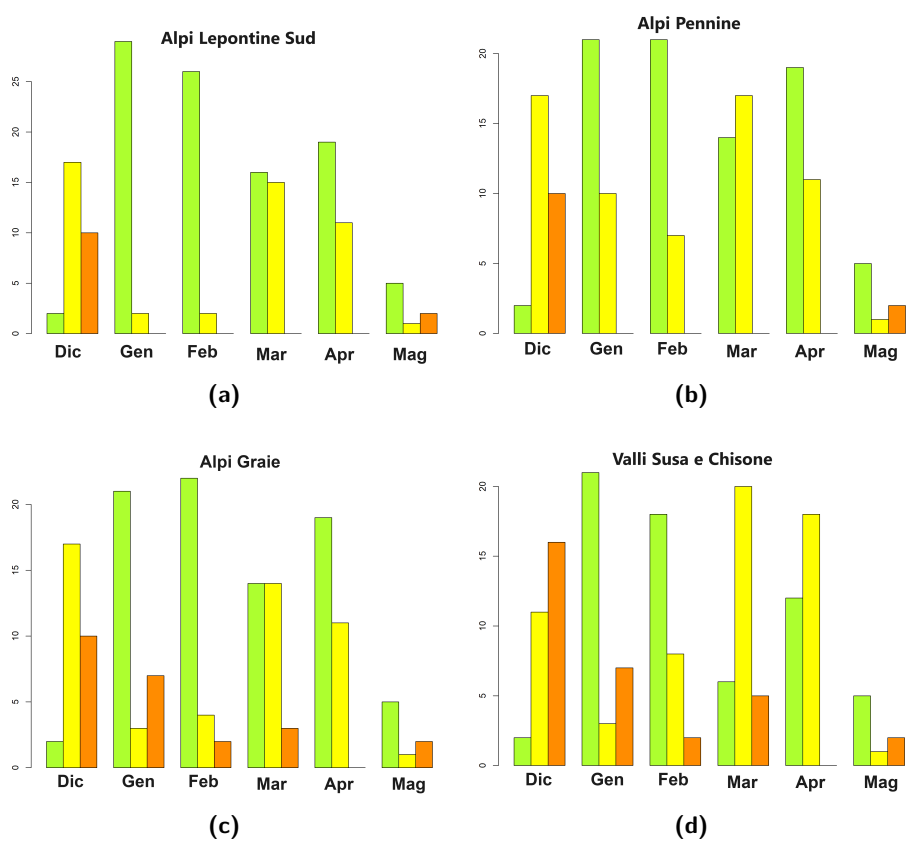 Alpi Lepontine Sud
25
20
15
10
5
0
Dic Gen Feb Mar Apr Mag
(a)
Alpi Pennine
20
15
10
5
0
Dic Gen Feb Mar Apr Mag
(b)
Alpi Graie
20
15
10
5
0
Dic Gen Feb Mar Apr Mag
(c)
Valli Susa e Chisone
20
15
10
5
0
Dic Gen Feb Mar Apr Mag
(d)